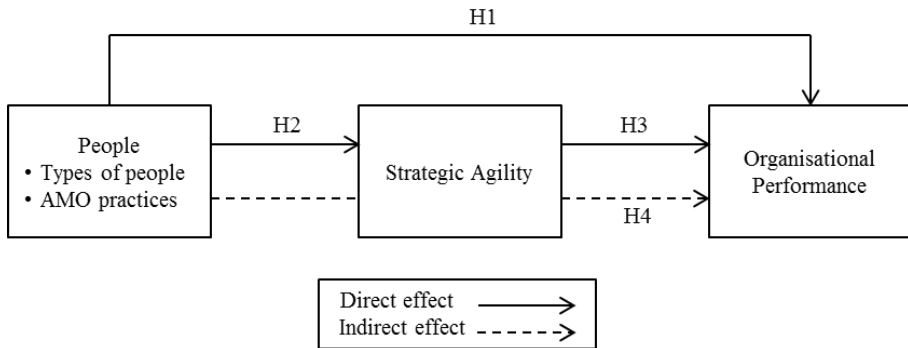 H1
People
• Types of people
• AMO practices
H2
Strategic Agility
H3
H4
Organisational
Performance
Direct effect
Indirect effect